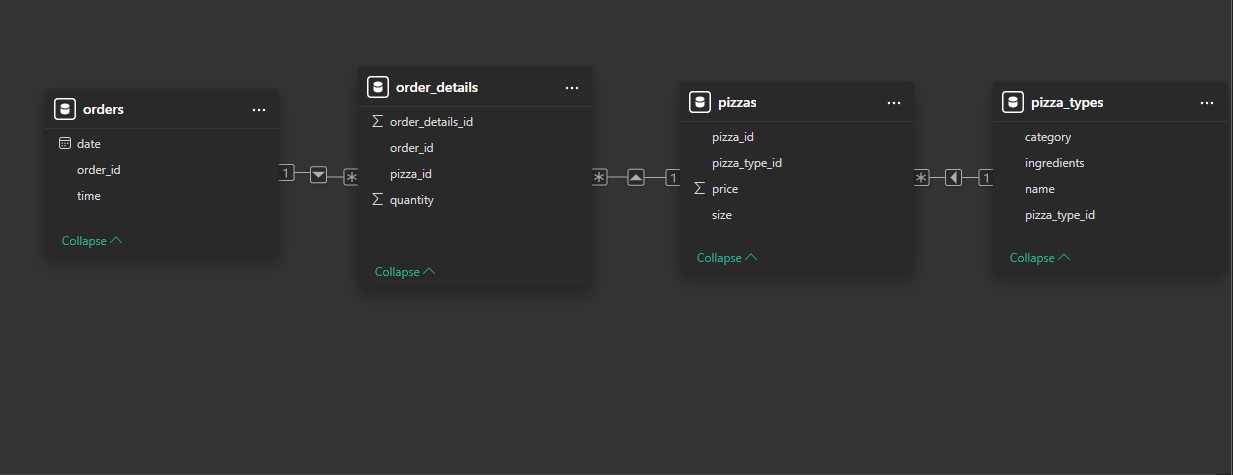 orders
date
order_id
time
Collapse
1
*
order_details
Σ order_details_id
order_id
pizza_id
Σ quantity
Collapse
*
1
pizzas
pizza_id
pizza_type_id
Σ price
size
Collapse
*
1
pizza_types
category
ingredients
name
pizza_type_id
Collapse